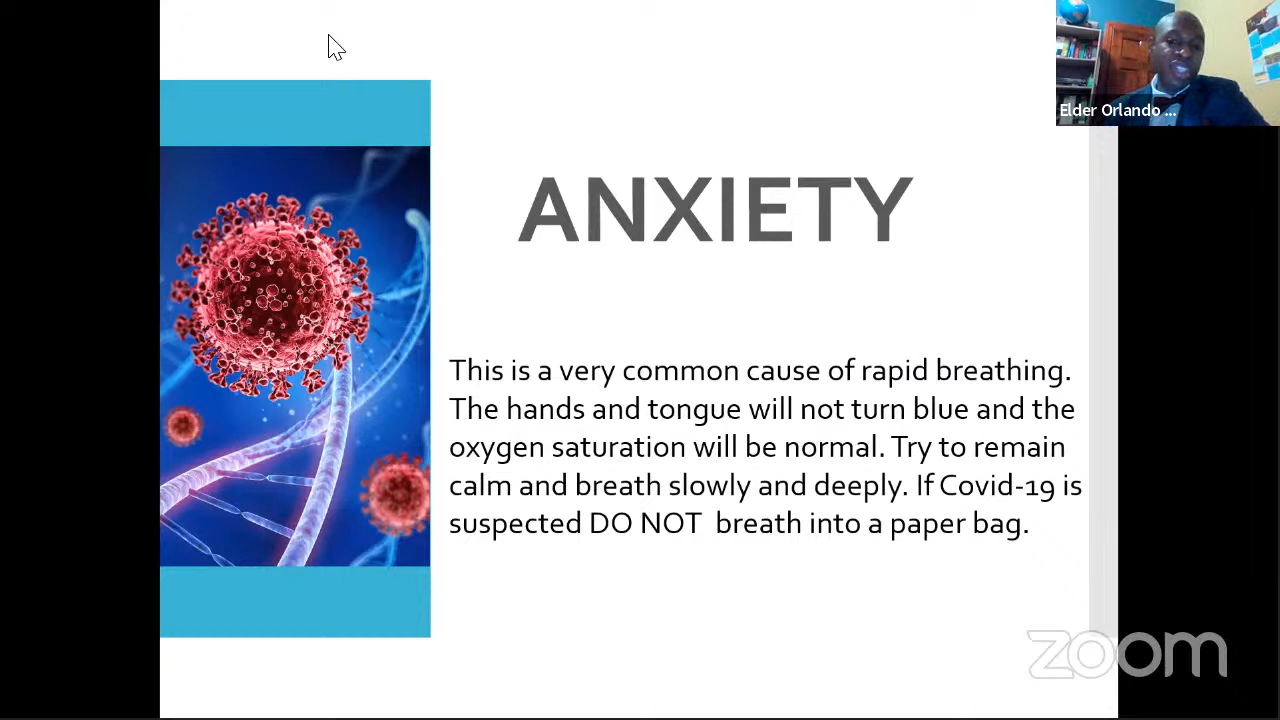 Elder Orlando ...
ANXIETY
This is a very common cause of rapid breathing.
The hands and tongue will not turn blue and the
oxygen saturation will be normal. Try to remain
calm and breath slowly and deeply. If Covid-19 is
suspected DO NOT breath into a paper bag.
zoom